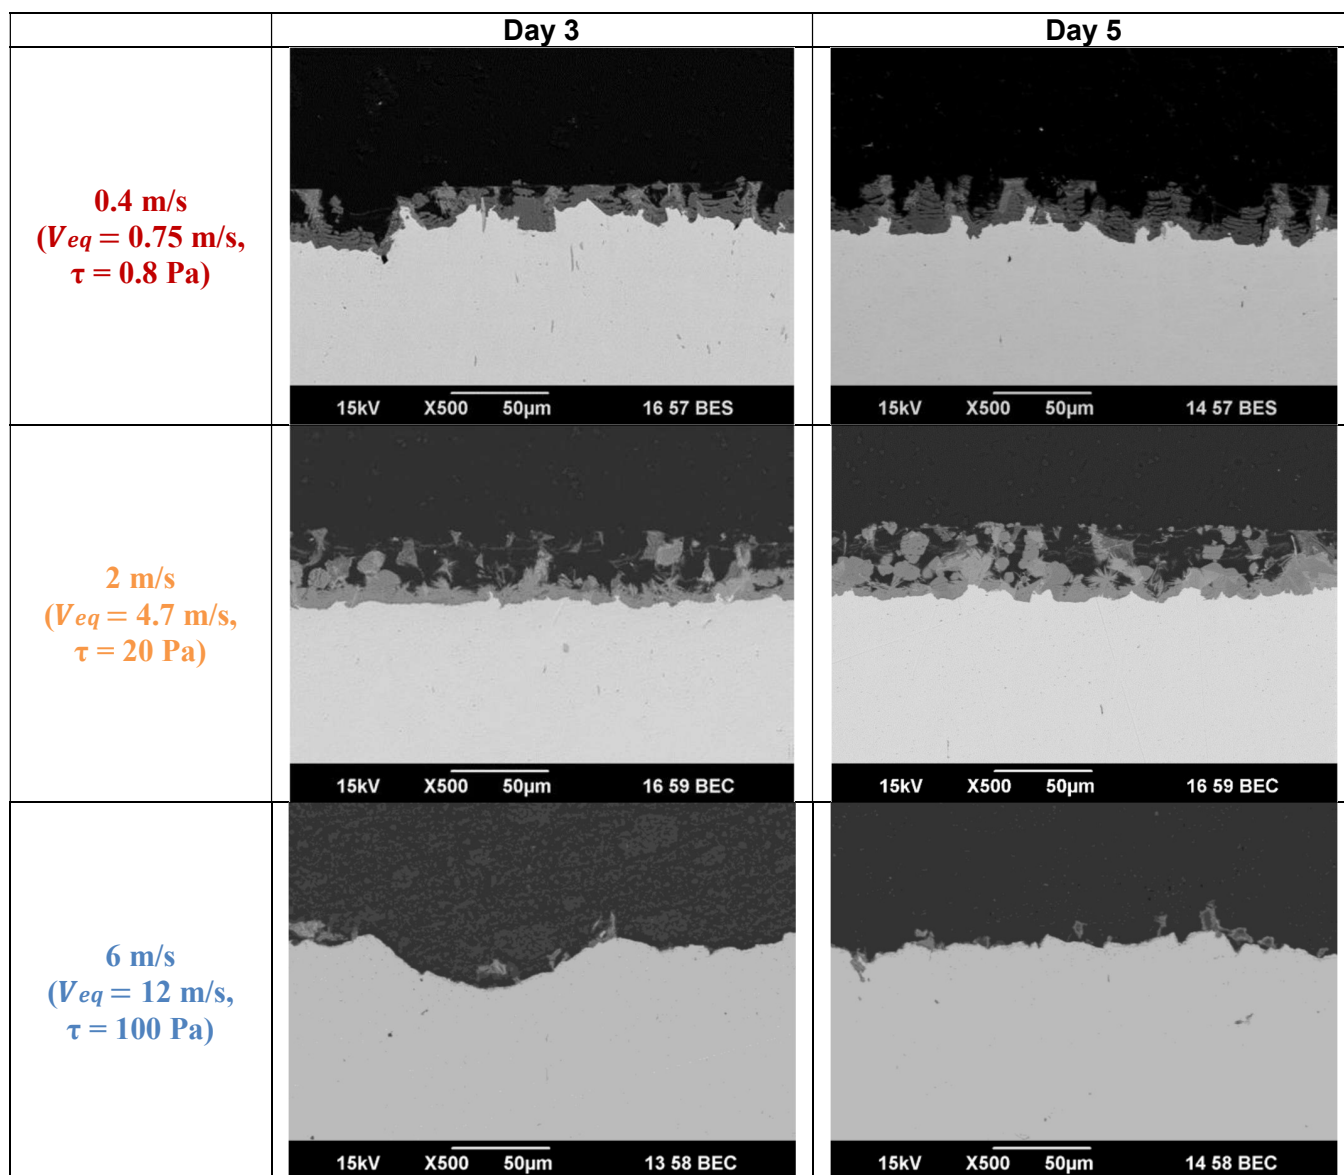 Day 3
Day 5
0.4 m/s
(Veq = 0.75 m/s,
τ = 0.8 Pa)
15kV X500 50µm 16 57 BES
15kV X500 50µm 14 57 BES
2 m/s
(Veq = 4.7 m/s,
τ = 20 Pa)
15kV X500 50µm 16 59 BEC
15kV X500 50µm 16 59 BEC
6 m/s
(Veq = 12 m/s,
τ = 100 Pa)
15kV X500 50µm 13 58 BEC
15kV X500 50µm 14 58 BEC